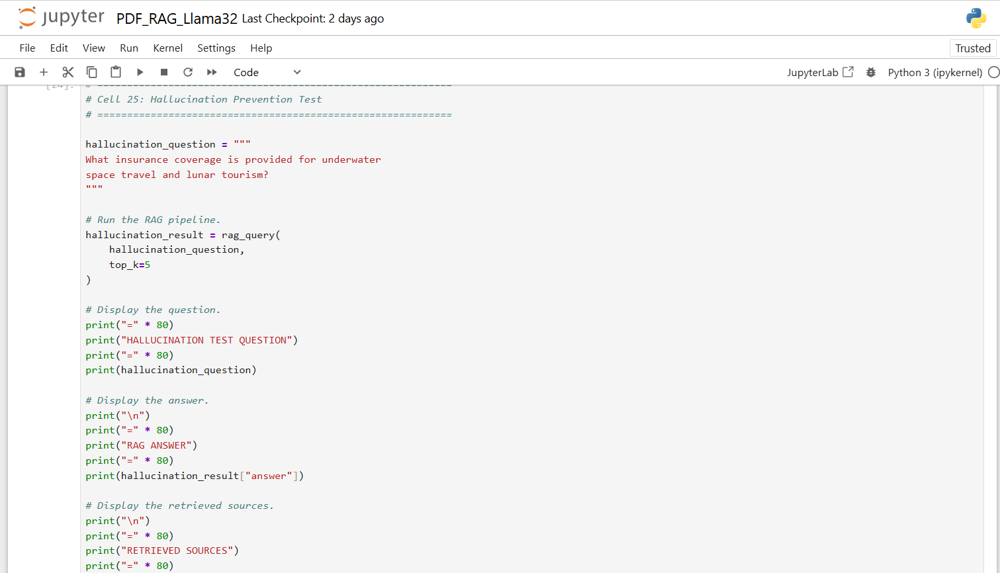 jupyter PDF_RAG_Llama32 Last Checkpoint: 2 days ago
File Edit View Run Kernel Settings Help Trusted
Code JupyterLab Python 3 (ipykernel)
[24]: # ============================================================
# Cell 25: Hallucination Prevention Test
# ============================================================
hallucination_question = """
What insurance coverage is provided for underwater
space travel and lunar tourism?
"""
# Run the RAG pipeline.
hallucination_result = rag_query(
    hallucination_question,
    top_k=5
)
# Display the question.
print("=" * 80)
print("HALLUCINATION TEST QUESTION")
print("=" * 80)
print(hallucination_question)
# Display the answer.
print("\n")
print("=" * 80)
print("RAG ANSWER")
print("=" * 80)
print(hallucination_result["answer"])
# Display the retrieved sources.
print("\n")
print("=" * 80)
print("RETRIEVED SOURCES")
print("=" * 80)